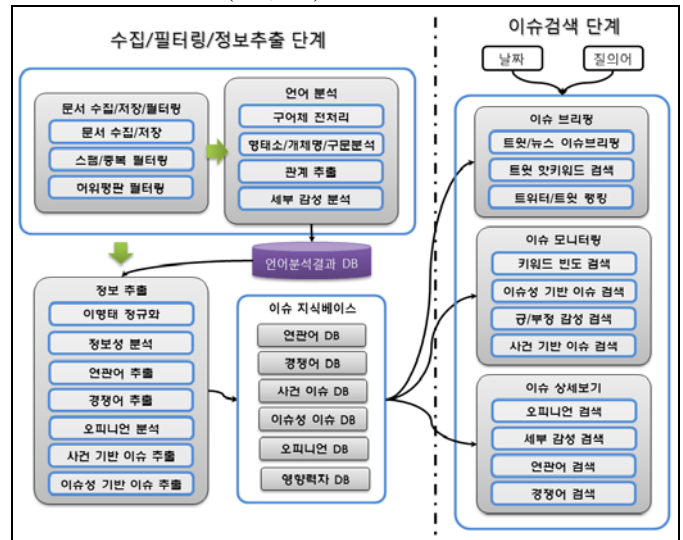 수집/필터링/정보추출 단계
문서 수집/저장/필터링
문서 수집/저장
스팸/중복 필터링
허위평판 필터링
언어 분석
구어체 전처리
형태소/개체명/구문분석
관계 추출
세부 감성 분석
언어분석결과 DB
정보 추출
이형태 정규화
정보성 분석
연관어 추출
경쟁어 추출
오피니언 분석
사건 기반 이슈 추출
이슈성 기반 이슈 추출
이슈 지식베이스
연관어 DB
경쟁어 DB
사건 이슈 DB
이슈성 이슈 DB
오피니언 DB
영향력자 DB
이슈검색 단계
날짜
질의어
이슈 브리핑
트윗/뉴스 이슈브리핑
트윗 핫키워드 검색
트위터/트윗 랭킹
이슈 모니터링
키워드 빈도 검색
이슈성 기반 이슈 검색
긍/부정 감성 검색
사건 기반 이슈 검색
이슈 상세보기
오피니언 검색
세부 감성 검색
연관어 검색
경쟁어 검색